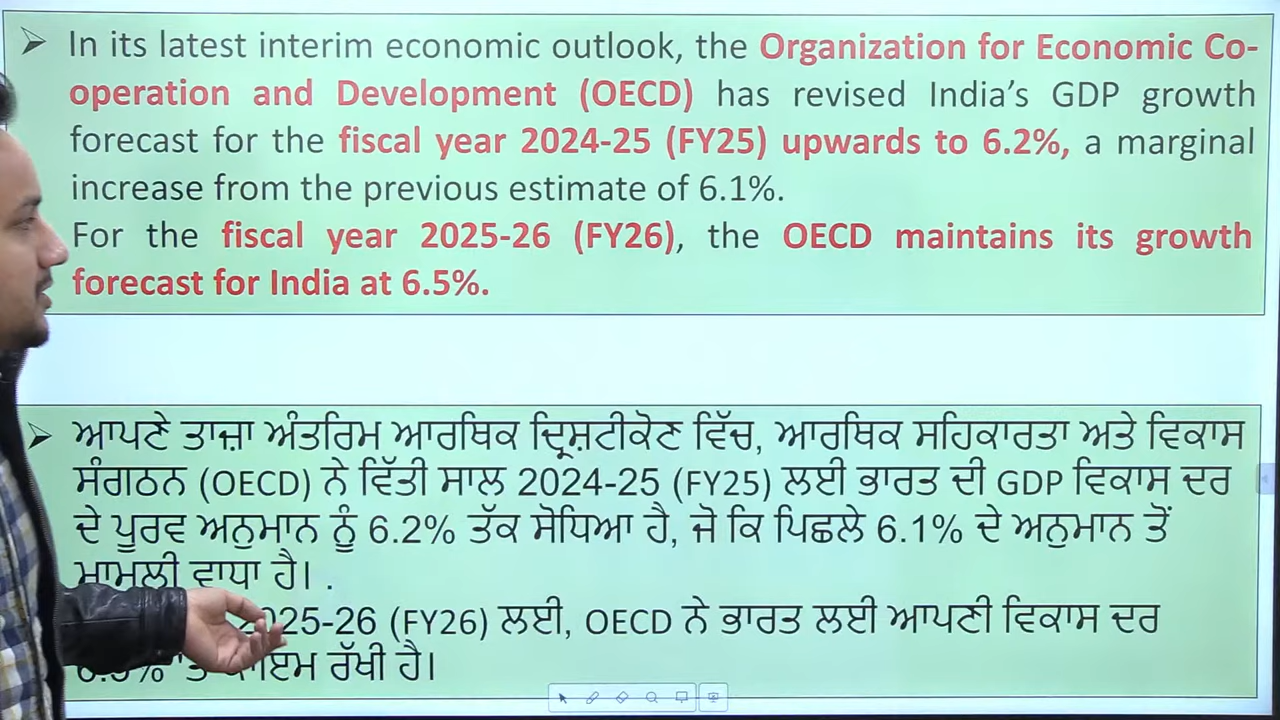 In its latest interim economic outlook, the Organization for Economic Co-
operation and Development (OECD) has revised India’s GDP growth
forecast for the fiscal year 2024-25 (FY25) upwards to 6.2%, a marginal
increase from the previous estimate of 6.1%.
For the fiscal year 2025-26 (FY26), the OECD maintains its growth
forecast for India at 6.5%.
ਆਪਣੇ ਤਾਜ਼ਾ ਅੰਤਰਿਮ ਆਰਥਿਕ ਦ੍ਰਿਸ਼ਟੀਕੋਣ ਵਿੱਚ, ਆਰਥਿਕ ਸਹਿਕਾਰਤਾ ਅਤੇ ਵਿਕਾਸ
ਸੰਗਠਨ (OECD) ਨੇ ਵਿੱਤੀ ਸਾਲ 2024-25 (FY25) ਲਈ ਭਾਰਤ ਦੀ GDP ਵਿਕਾਸ ਦਰ
ਦੇ ਪੂਰਵ ਅਨੁਮਾਨ ਨੂੰ 6.2% ਤੱਕ ਸੋਧਿਆ ਹੈ, ਜੋ ਕਿ ਪਿਛਲੇ 6.1% ਦੇ ਅਨੁਮਾਨ ਤੋਂ
ਮਾਮੂਲੀ ਵਾਧਾ ਹੈ। .
2025-26 (FY26) ਲਈ, OECD ਨੇ ਭਾਰਤ ਲਈ ਆਪਣੀ ਵਿਕਾਸ ਦਰ
ਰੱਖੀ ਹੈ।